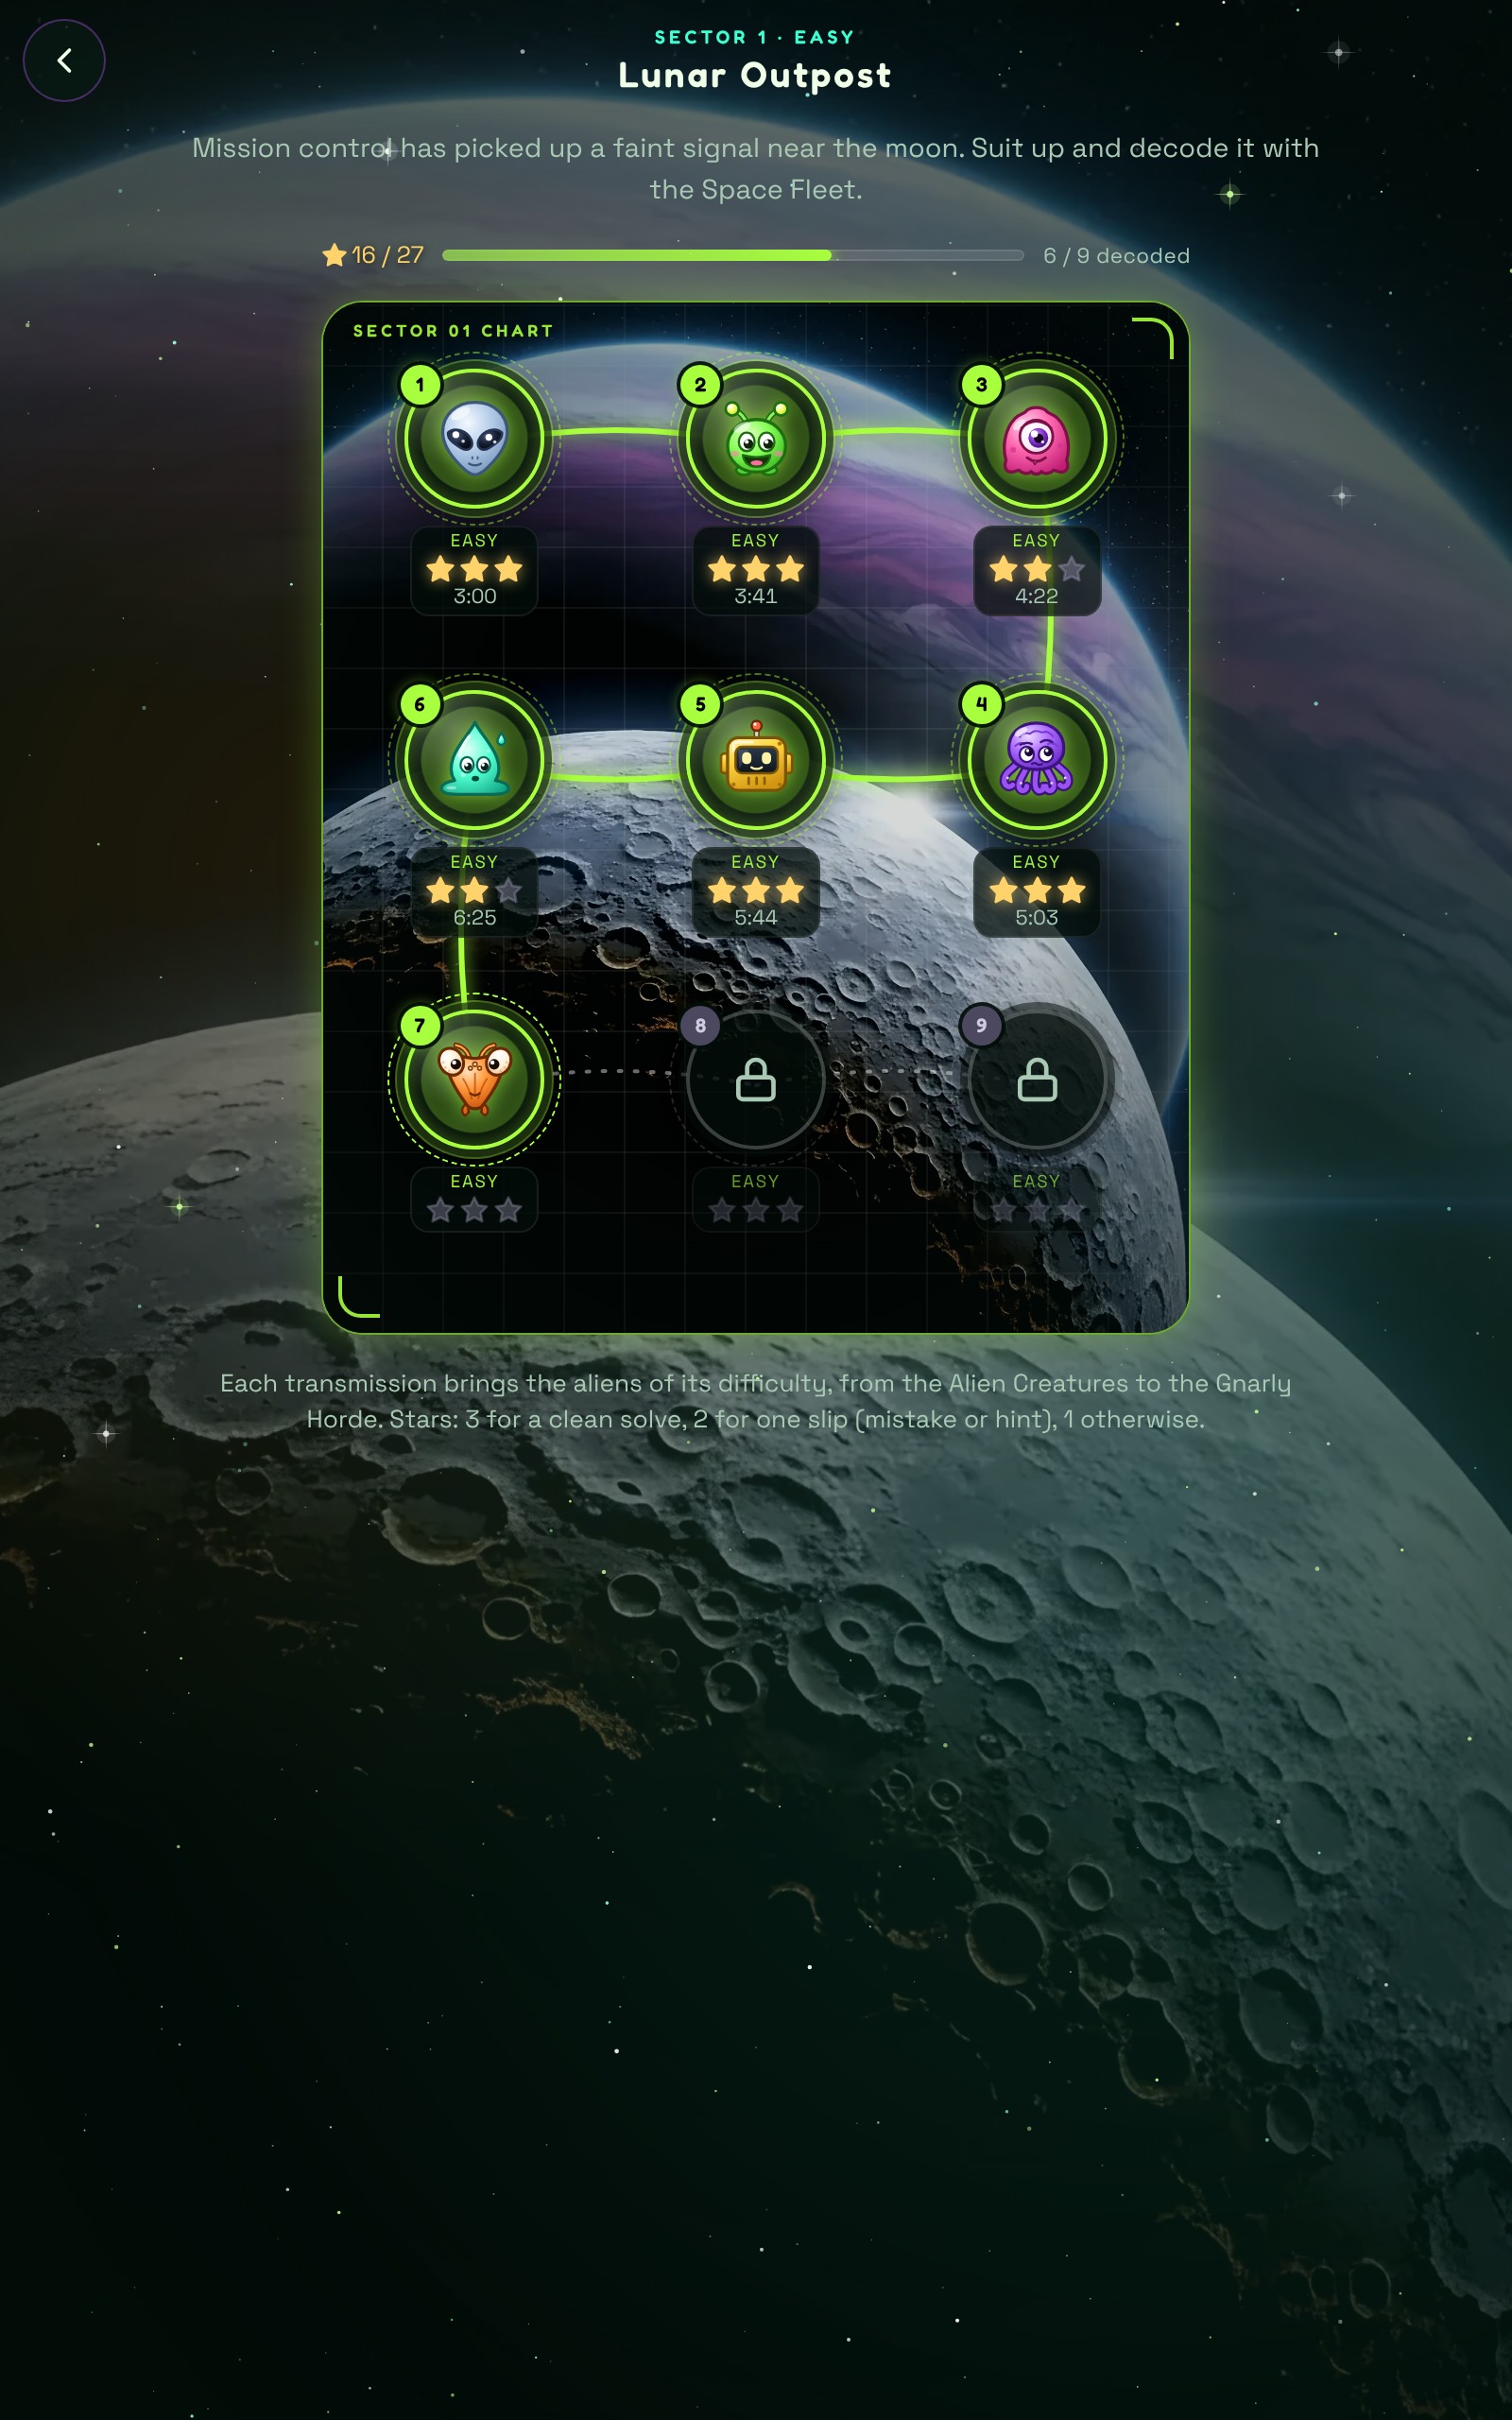 SECTOR 1 · EASY
Lunar Outpost
Mission control has picked up a faint signal near the moon. Suit up and decode it with
the Space Fleet.
16 / 27
6 / 9 decoded
SECTOR 01 CHART
1
2
3
EASY
EASY
EASY
3:00
3:41
4:22
6
5
4
EASY
EASY
EASY
6:25
5:44
5:03
7
8
9
EASY
EASY
EASY
Each transmission brings the aliens of its difficulty, from the Alien Creatures to the Gnarly
Horde. Stars: 3 for a clean solve, 2 for one slip (mistake or hint), 1 otherwise.